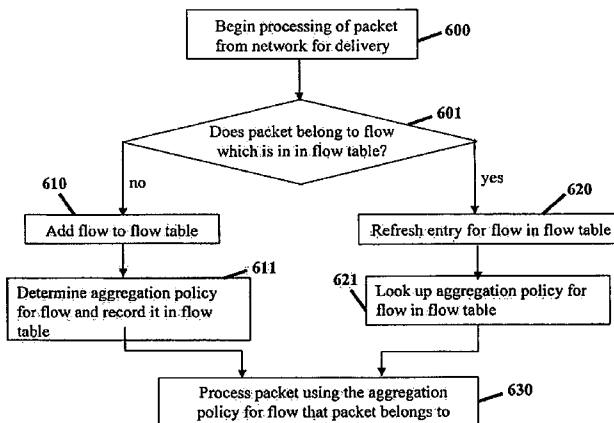 Begin processing of packet
from network for delivery
600
601
Does packet belong to flow
which is in in flow table?
no
yes
610
620
Add flow to flow table
Refresh entry for flow in flow table
611
621
Determine aggregation policy
for flow and record it in flow
table
Look up aggregation policy for
flow in flow table
Process packet using the aggregation
policy for flow that packet belongs to
630